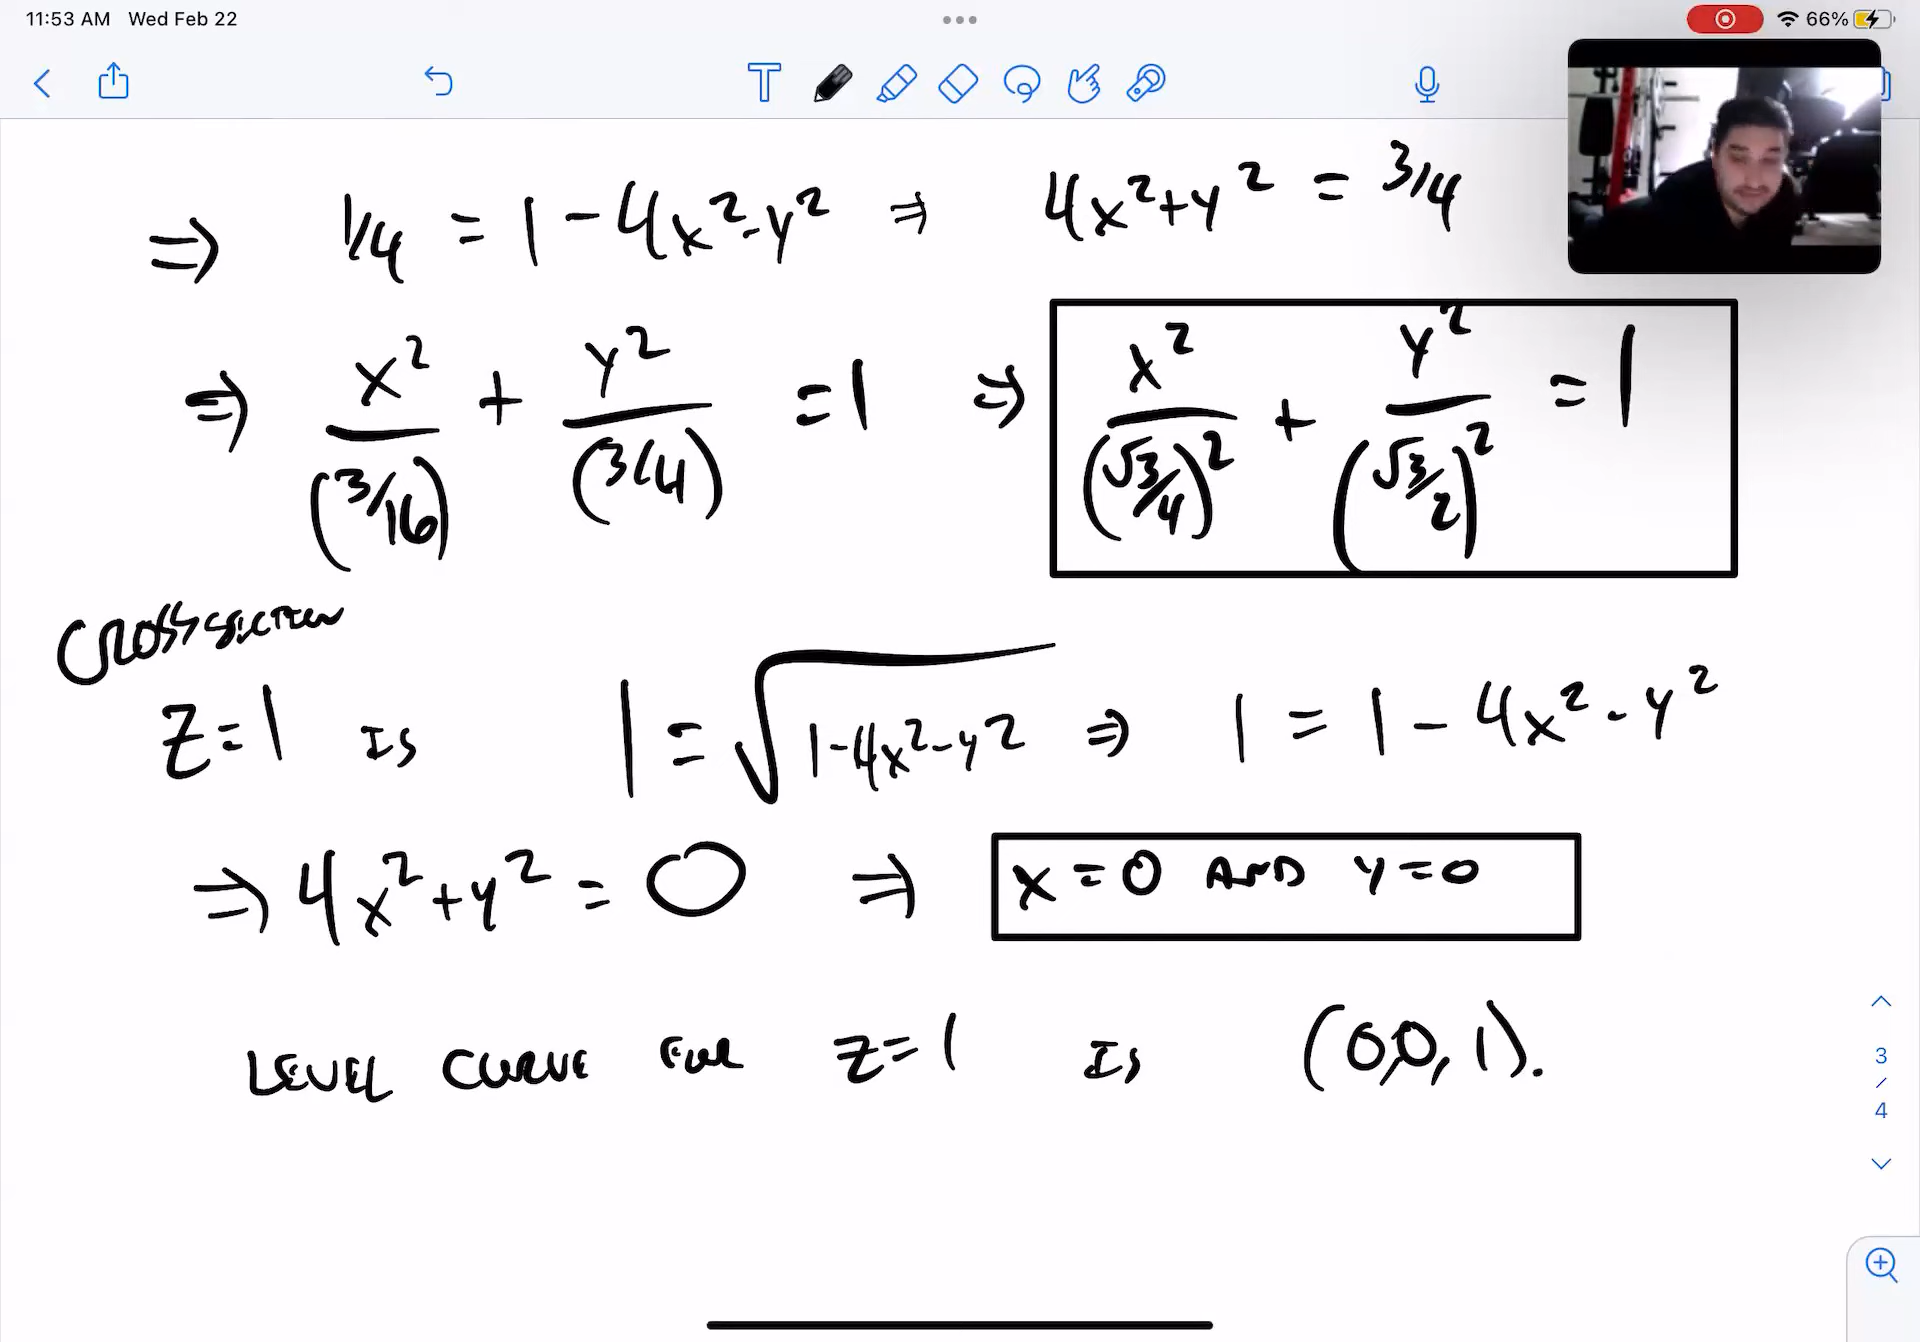 11:53 AM Wed Feb 22
66%
T
⇒ 1/4 = 1 - 4x² - y² ⇒ 4x² + y² = 3/4
⇒ x²/(3/16) + y²/(3/4) = 1 ⇒ x²/(√3/4)² + y²/(√3/2)² = 1
CROSS SECTION
Z = 1 IS 1 = √(1-4x²-y²) ⇒ 1 = 1 - 4x² - y²
⇒ 4x² + y² = 0 ⇒ x = 0 AND y = 0
LEVEL CURVE FOR Z = 1 IS (0,0,1).
3
/
4